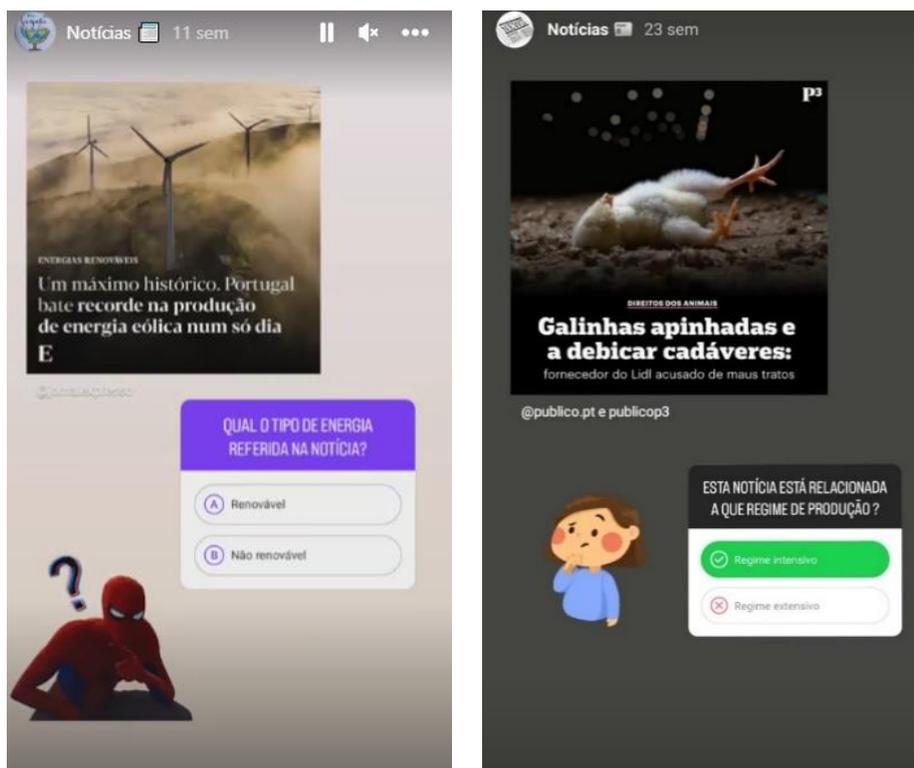 Notícias 11 sem
ENERGIAS RENOVÁVEIS
Um máximo histórico. Portugal
bate recorde na produção
de energia eólica num só dia
E
@jornalexpresso
QUAL O TIPO DE ENERGIA
REFERIDA NA NOTÍCIA?
A Renovável
B Não renovável
?
Notícias 23 sem
P3
DIREITOS DOS ANIMAIS
Galinhas apinhadas e
a debicar cadáveres:
fornecedor do Lidl acusado de maus tratos
@publico.pt e publicop3
ESTA NOTÍCIA ESTÁ RELACIONADA
A QUE REGIME DE PRODUÇÃO ?
Regime intensivo
Regime extensivo